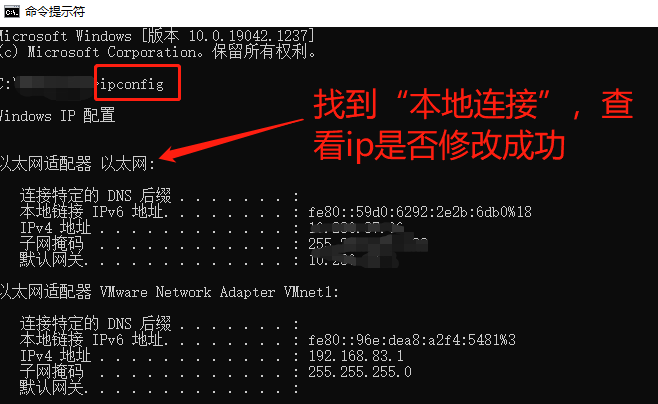 命令提示符
Microsoft Windows [版本 10.0.19042.1237]
(c) Microsoft Corporation。保留所有权利。
C:\ ipconfig
Windows IP 配置
找到“本地连接”，查
看ip是否修改成功
以太网适配器 以太网:
连接特定的 DNS 后缀 . . . . . . . :
本地链接 IPv6 地址. . . . . . . . : fe80::59d0:6292:2e2b:6db0%18
IPv4 地址 . . . . . . . . . . . . :
子网掩码 . . . . . . . . . . . . : 255.
默认网关. . . . . . . . . . . . . : 10.
以太网适配器 VMware Network Adapter VMnet1:
连接特定的 DNS 后缀 . . . . . . . :
本地链接 IPv6 地址. . . . . . . . : fe80::96e:dea8:a2f4:5481%3
IPv4 地址 . . . . . . . . . . . . : 192.168.83.1
子网掩码 . . . . . . . . . . . . : 255.255.255.0
默认网关. . . . . . . . . . . . . :